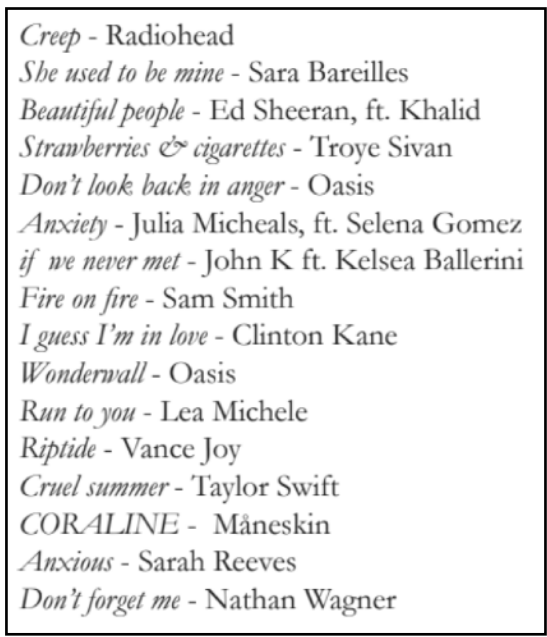 Creep - Radiohead
She used to be mine - Sara Bareilles
Beautiful people - Ed Sheeran, ft. Khalid
Strawberries & cigarettes - Troye Sivan
Don't look back in anger - Oasis
Anxiety - Julia Micheals, ft. Selena Gomez
if we never met - John K ft. Kelsea Ballerini
Fire on fire - Sam Smith
I guess I'm in love - Clinton Kane
Wonderwall - Oasis
Run to you - Lea Michele
Riptide - Vance Joy
Cruel summer - Taylor Swift
CORALINE - Måneskin
Anxious - Sarah Reeves
Don't forget me - Nathan Wagner